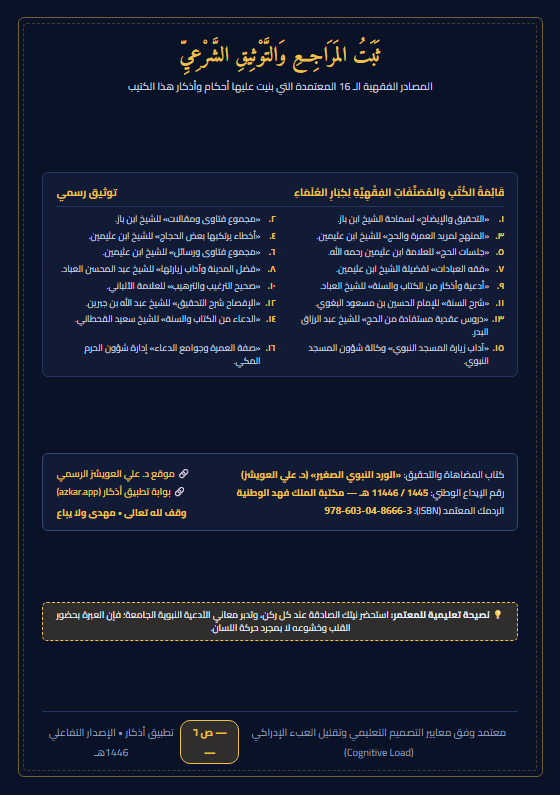 ثَبَتُ المَرَاجِعِ وَالتَّوْثِيقِ الشَّرْعِيِّ
المصادر الفقهية الـ 16 المعتمدة التي بنيت عليها أحكام وأذكار هذا الكتيب
قَائِمَةُ الكُتُبِ وَالمُصَنَّفَاتِ الفِقْهِيَّةِ لِكِبَارِ العُلَمَاءِ
توثيق رسمي
١. «التحقيق والإيضاح» لسماحة الشيخ ابن باز.
٢. «مجموع فتاوى ومقالات» للشيخ ابن باز.
٣. «المنهج لمريد العمرة والحج» للشيخ ابن عثيمين.
٤. «أخطاء يرتكبها بعض الحجاج» للشيخ ابن عثيمين.
٥. «جلسات الحج» للعلامة ابن عثيمين رحمه الله.
٦. «مجموع فتاوى ورسائل» للشيخ ابن عثيمين.
٧. «فقه العبادات» لفضيلة الشيخ ابن عثيمين.
٨. «فضل المدينة وآداب زيارتها» للشيخ عبد المحسن العباد.
٩. «أدعية وأذكار من الكتاب والسنة» للشيخ العباد.
١٠. «صحيح الترغيب والترهيب» للعلامة الألباني.
١١. «شرح السنة» للإمام الحسين بن مسعود البغوي.
١٢. «الإفصاح شرح التحقيق» للشيخ عبد الله بن جبرين.
١٣. «دروس عقدية مستفادة من الحج» للشيخ عبد الرزاق
البدر.
١٤. «الدعاء من الكتاب والسنة» للشيخ سعيد القحطاني.
١٥. «آداب زيارة المسجد النبوي» وكالة شؤون المسجد
النبوي.
١٦. «صفة العمرة وجوامع الدعاء» إدارة شؤون الحرم
المكي.
كتاب المضاهاة والتحقيق: «الورد النبوي الصغير» (د. علي العويشز)
رقم الإيداع الوطني: 1445 / 11446 هـ — مكتبة الملك فهد الوطنية
الردمك المعتمد (ISBN): 978-603-04-8666-3
🔗 موقع د. علي العويشز الرسمي
🔗 بوابة تطبيق أذكار (azkar.app)
وقف لله تعالى • مهدى ولا يباع
💡 نصيحة تعليمية للمعتمر: استحضر نيتك الصادقة عند كل ركن، وتدبر معاني الأدعية النبوية الجامعة؛ فإن العبرة بحضور
القلب وخشوعه لا بمجرد حركة اللسان.
معتمد وفق معايير التصميم التعليمي وتقليل العبء الإدراكي
(Cognitive Load)
— ص ٦
—
تطبيق أذكار • الإصدار التفاعلي
1446هـ